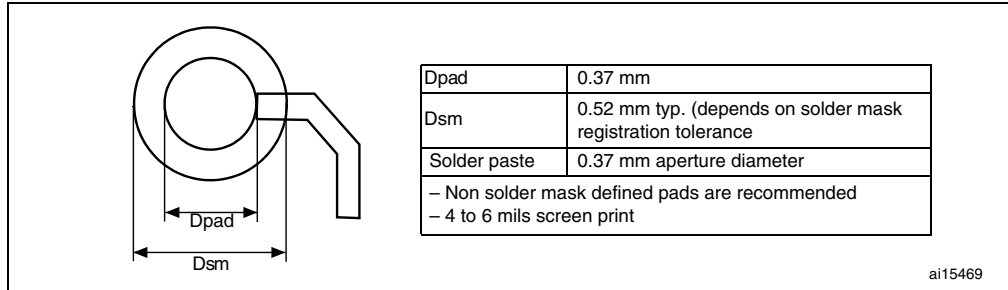 Dpad
Dsm
Dpad 0.37 mm
Dsm 0.52 mm typ. (depends on solder mask
registration tolerance
Solder paste 0.37 mm aperture diameter
– Non solder mask defined pads are recommended
– 4 to 6 mils screen print
ai15469